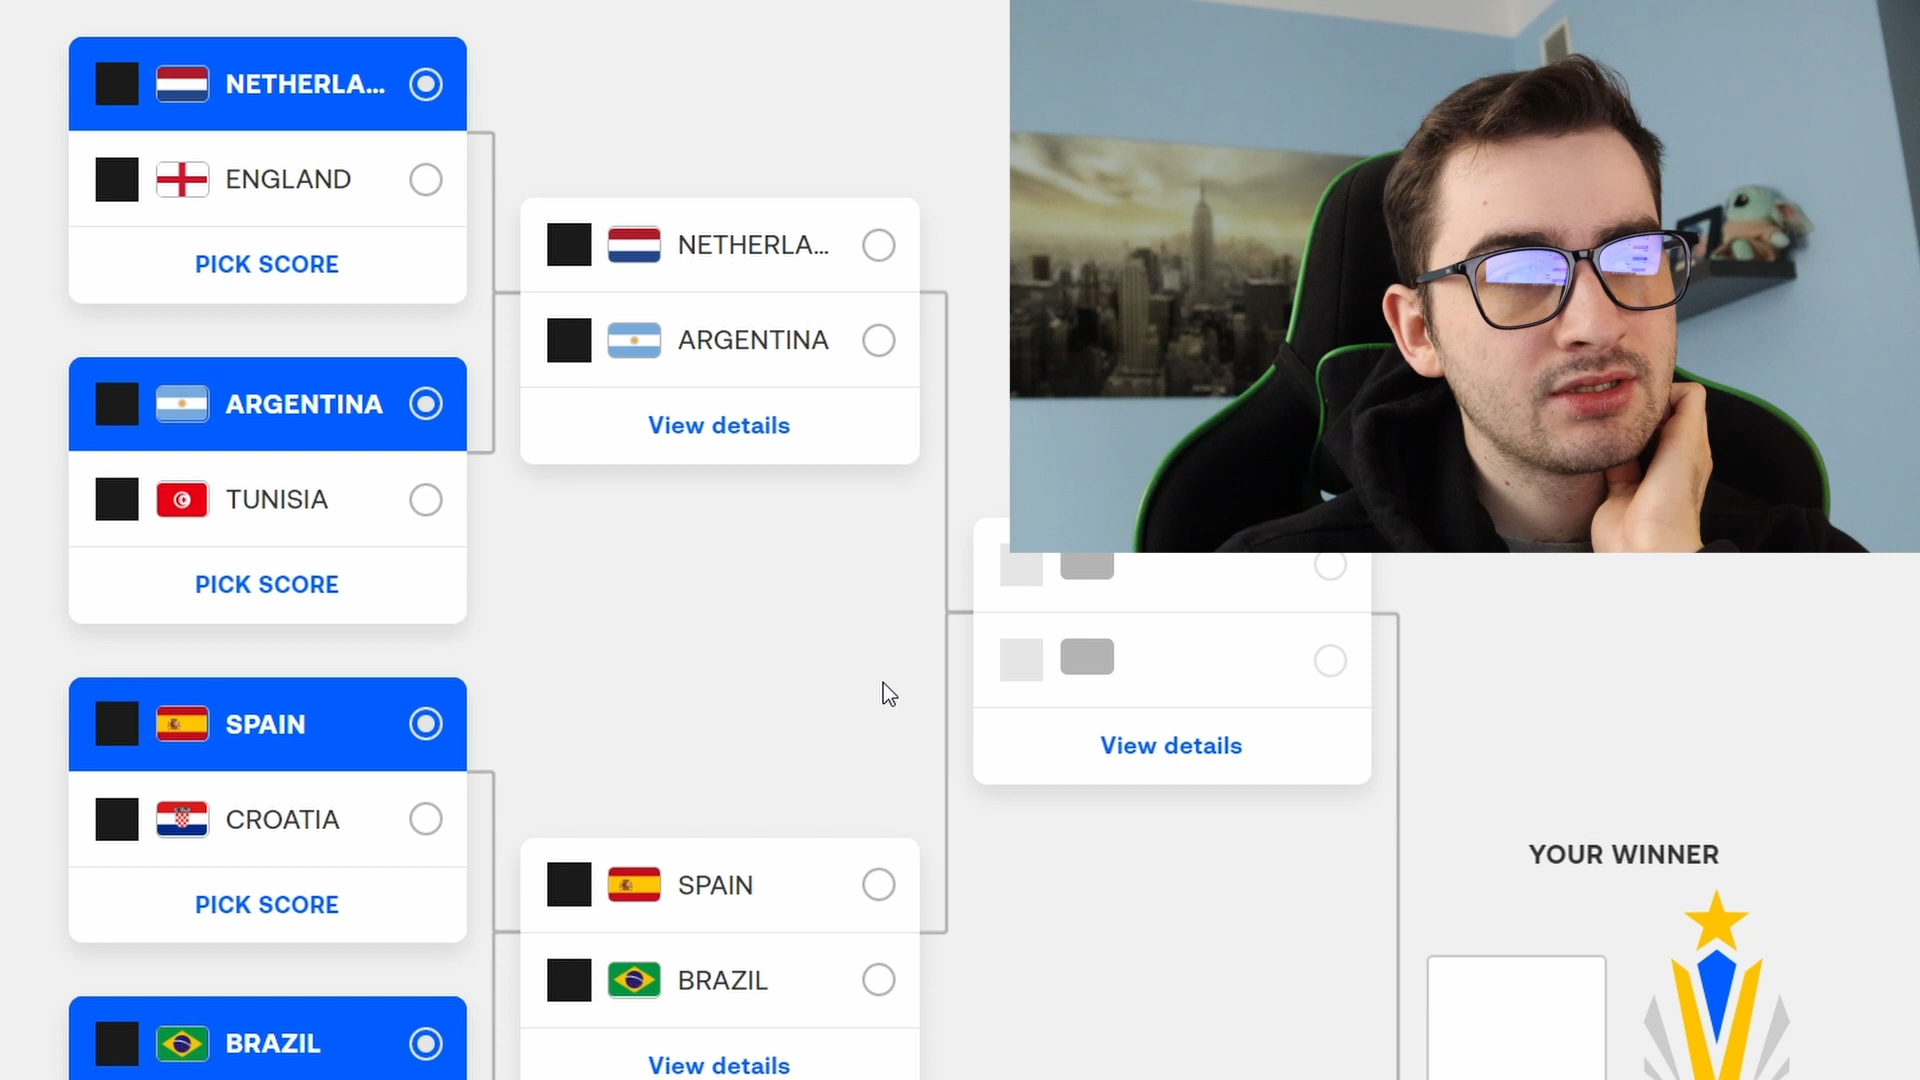 NETHERLA...
ENGLAND
PICK SCORE
ARGENTINA
TUNISIA
PICK SCORE
SPAIN
CROATIA
PICK SCORE
BRAZIL
NETHERLA...
ARGENTINA
View details
SPAIN
BRAZIL
View details
View details
YOUR WINNER